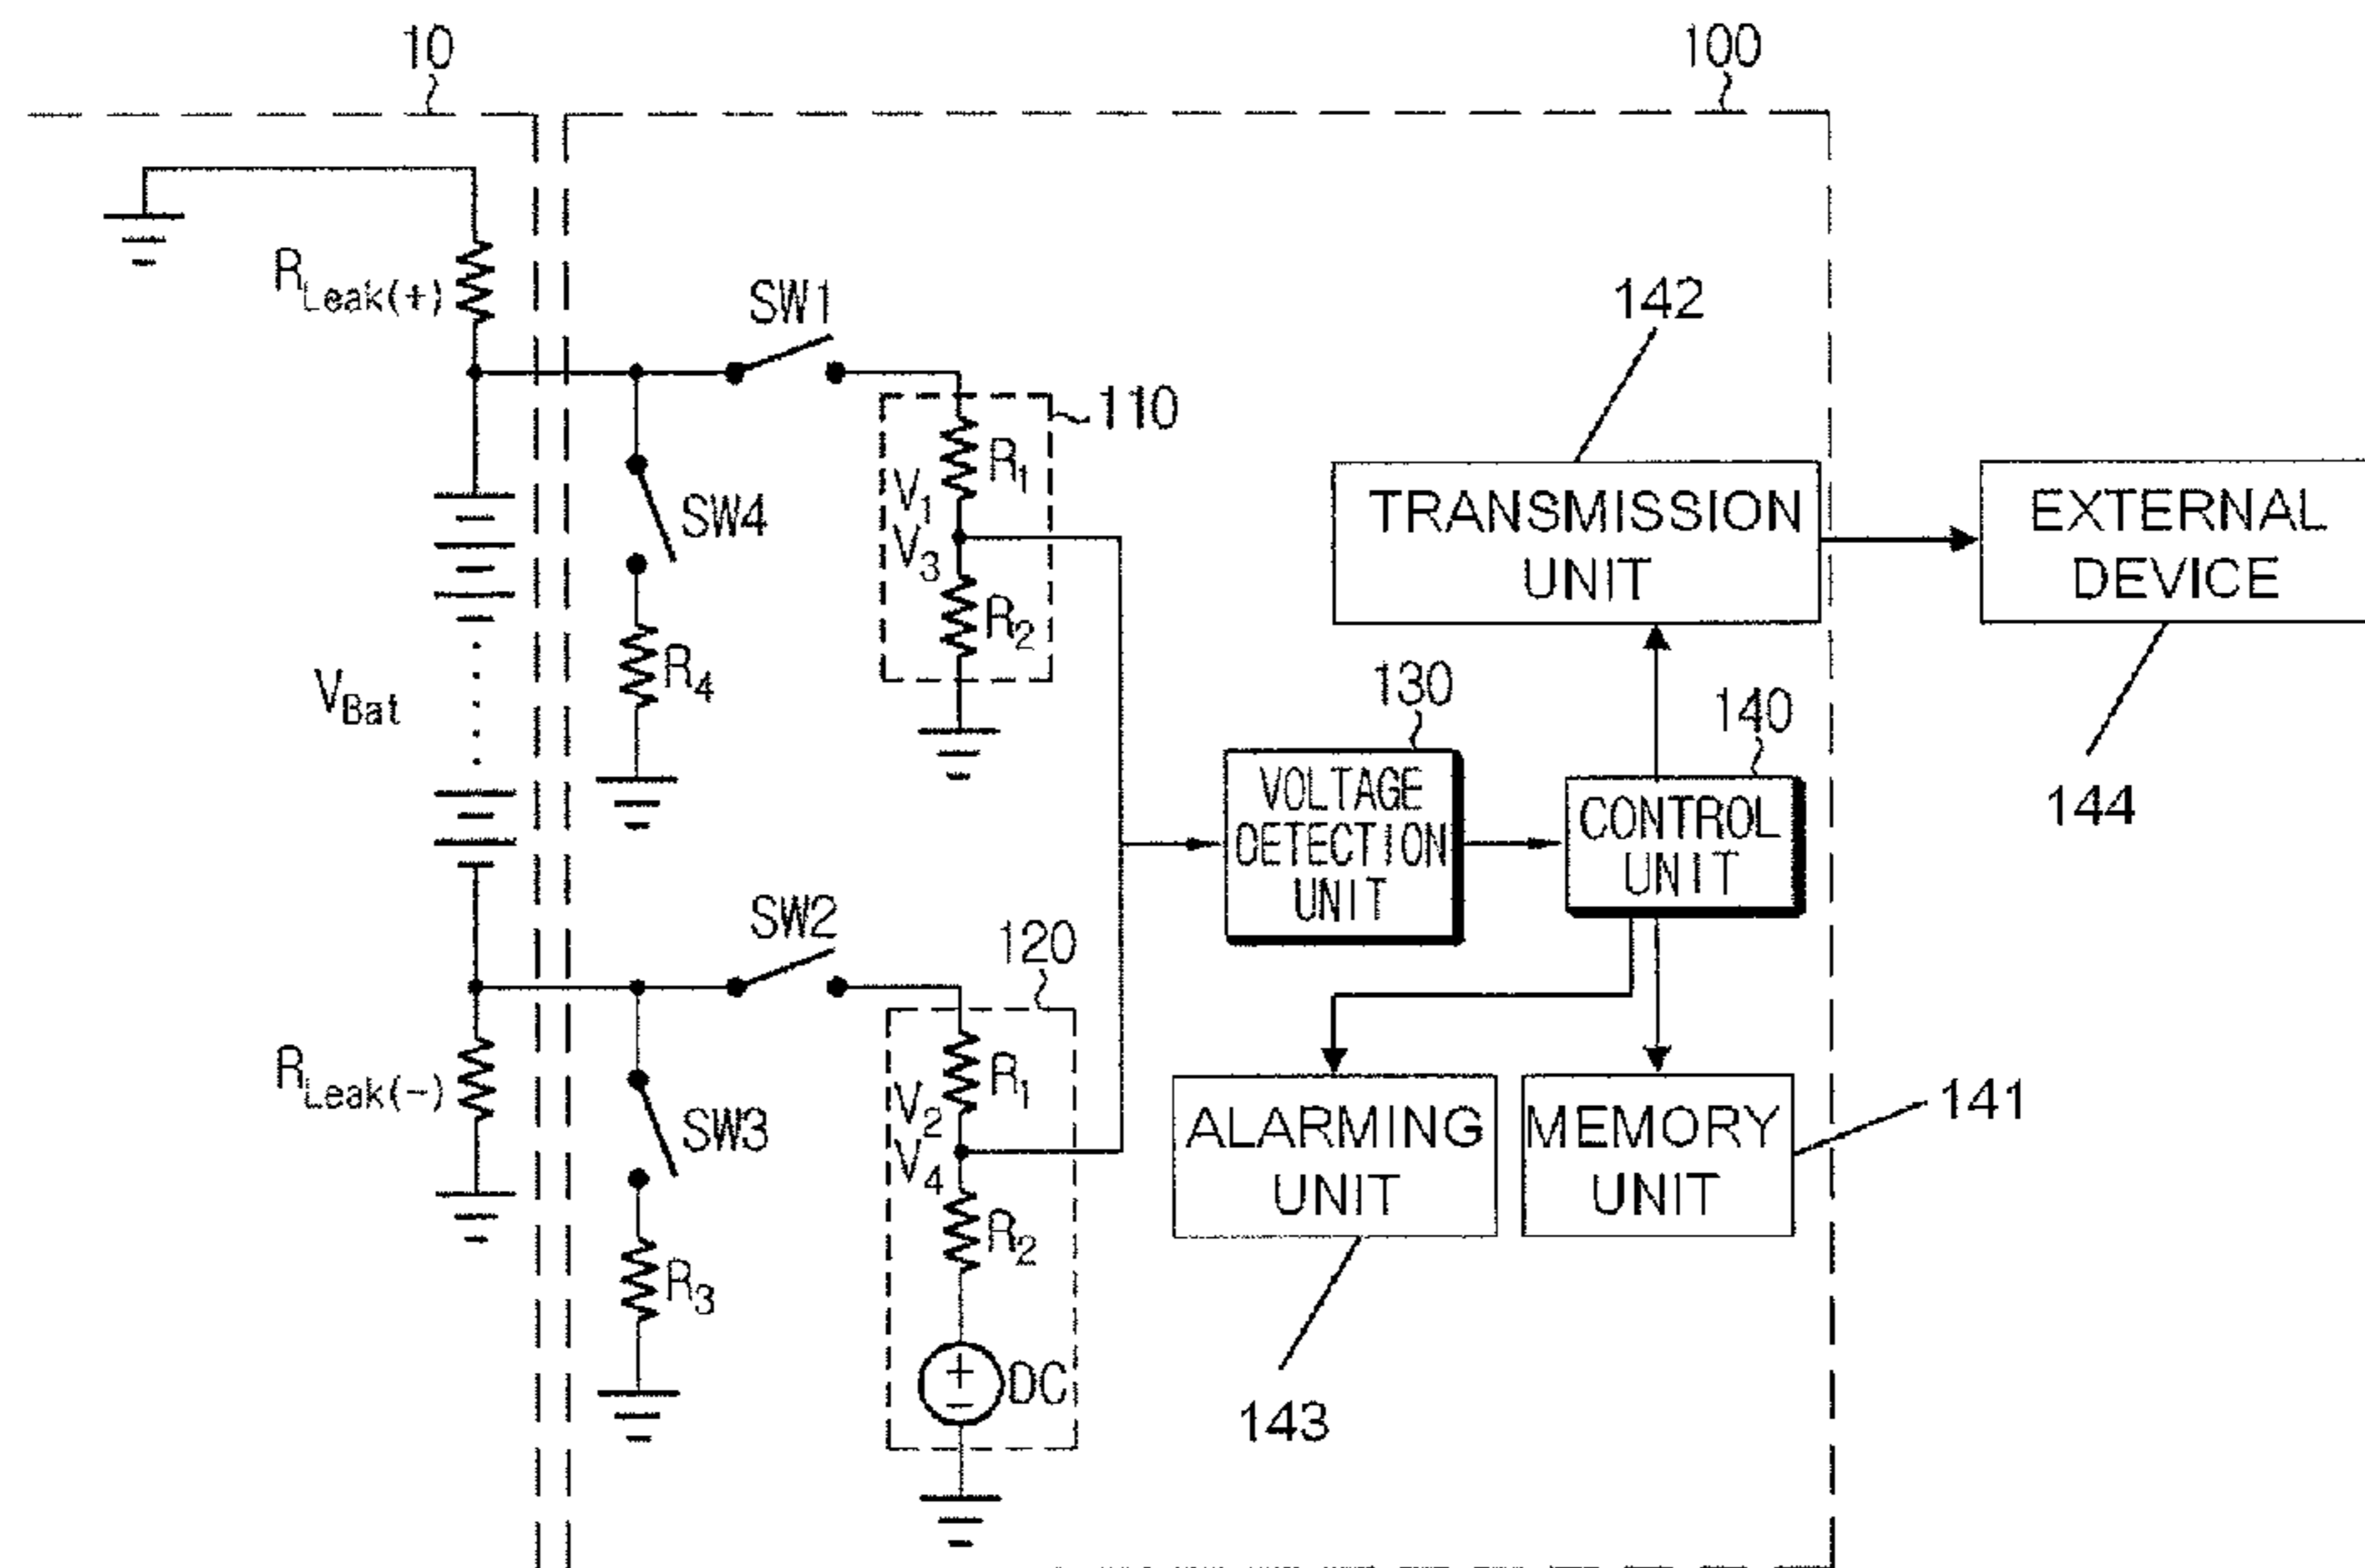 10
100
R Leak(+)
SW1
142
110
R1
V1
V3
SW4
R2
TRANSMISSION
UNIT
EXTERNAL
DEVICE
R4
VBat
130
140
144
VOLTAGE
DETECTION
UNIT
CONTROL
UNIT
SW2
120
R Leak(-)
R1
V2
V4
SW3
R2
ALARMING
UNIT
MEMORY
UNIT
141
R3
+
-
DC
143